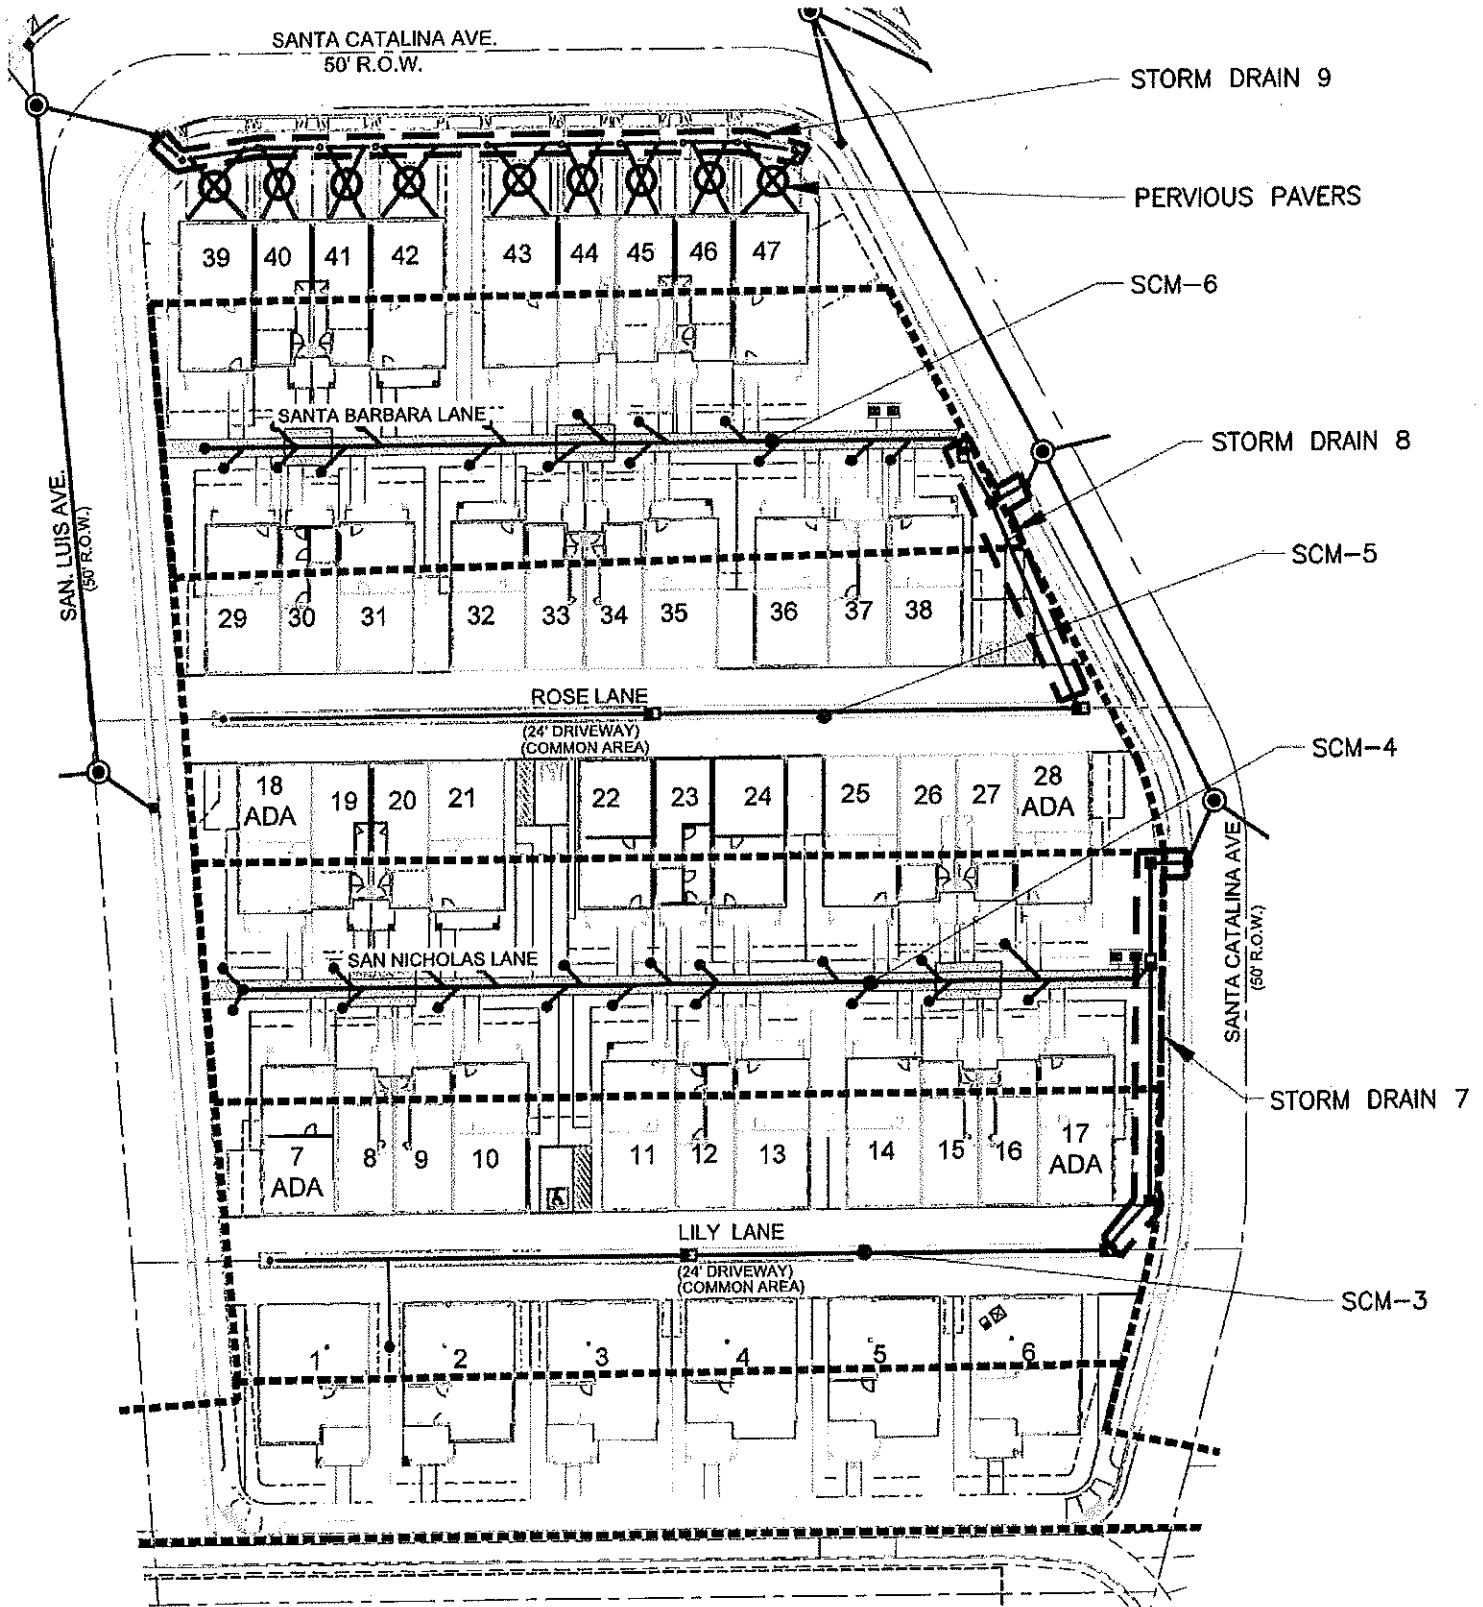 SANTA CATALINA AVE.
50' R.O.W.
STORM DRAIN 9
PERVIOUS PAVERS
39 40 41 42 43 44 45 46 47
SCM-6
SANTA BARBARA LANE
STORM DRAIN 8
SAN. LUIS AVE.
(50' R.O.W.)
SCM-5
29 30 31 32 33 34 35 36 37 38
ROSE LANE
(24' DRIVEWAY)
(COMMON AREA)
SCM-4
18 ADA 19 20 21 22 23 24 25 26 27 28 ADA
SANTA CATALINA AVE
(50' R.O.W.)
SAN NICHOLAS LANE
STORM DRAIN 7
7 ADA 8 9 10 11 12 13 14 15 16 17 ADA
LILY LANE
(24' DRIVEWAY)
(COMMON AREA)
SCM-3
1 2 3 4 5 6